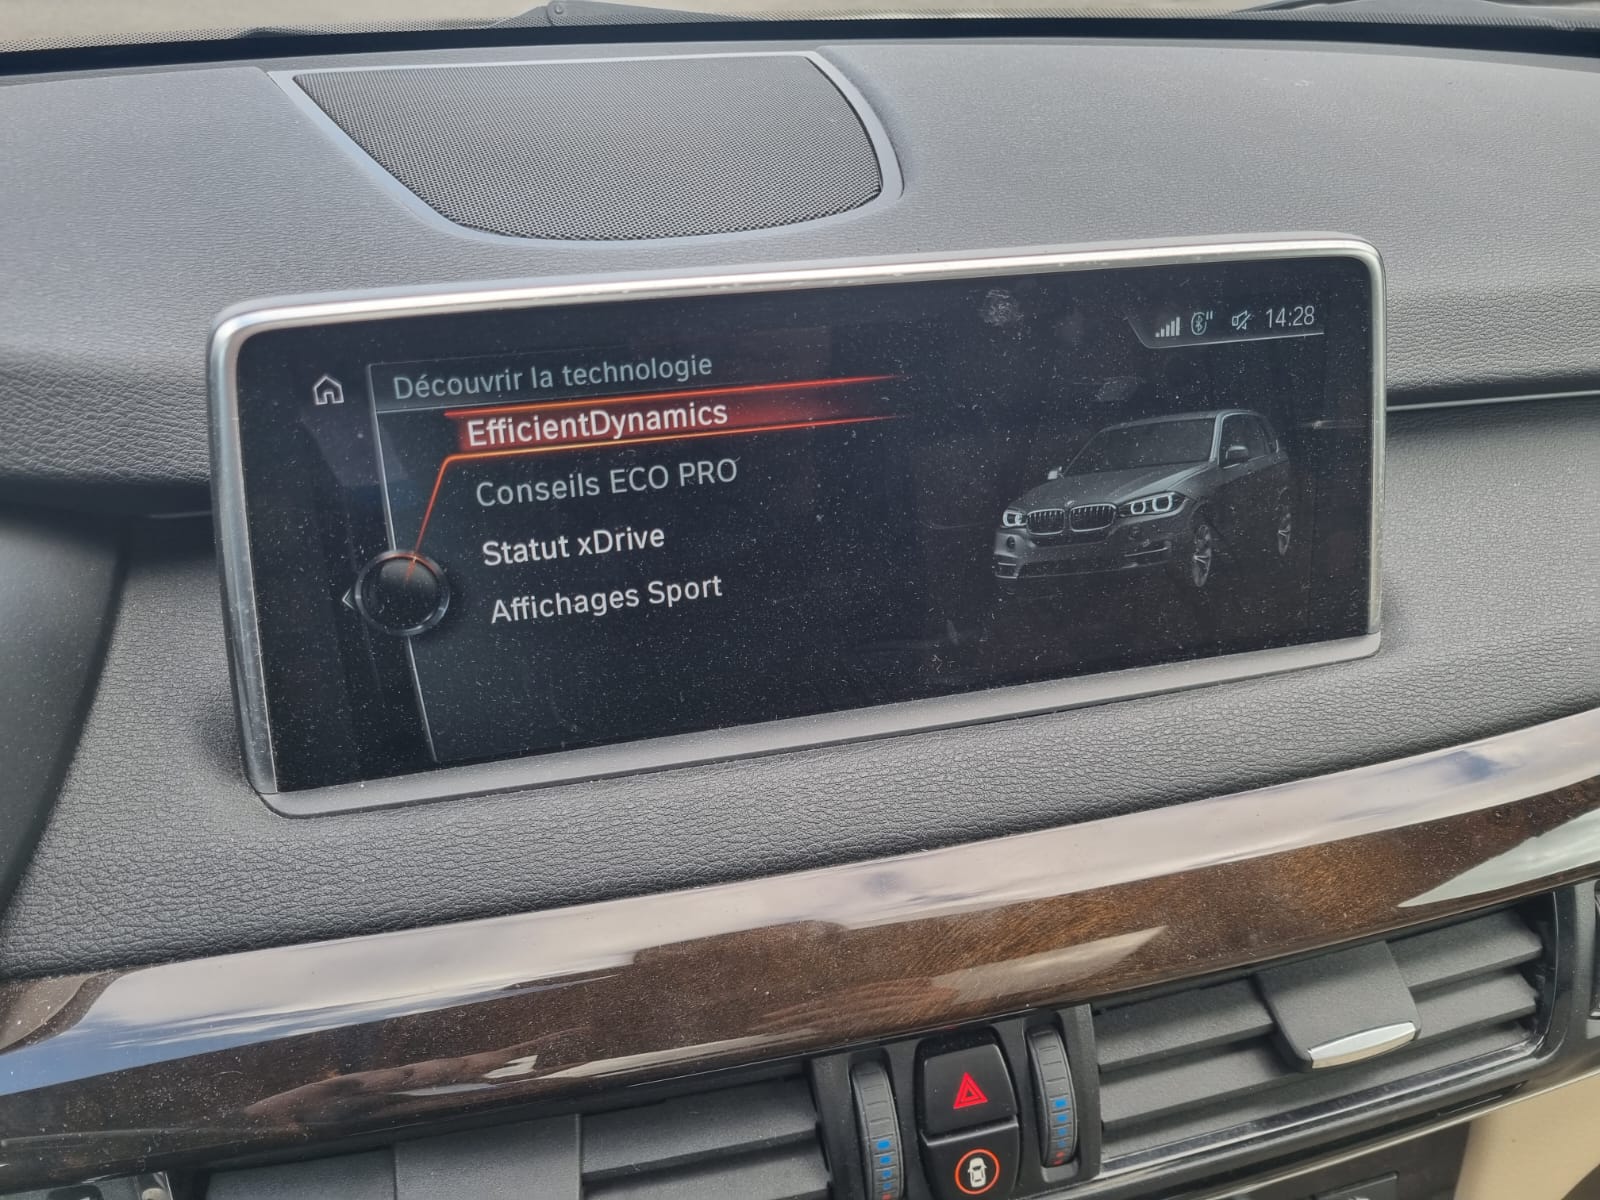 14:28
Découvrir la technologie
EfficientDynamics
Conseils ECO PRO
Statut xDrive
Affichages Sport